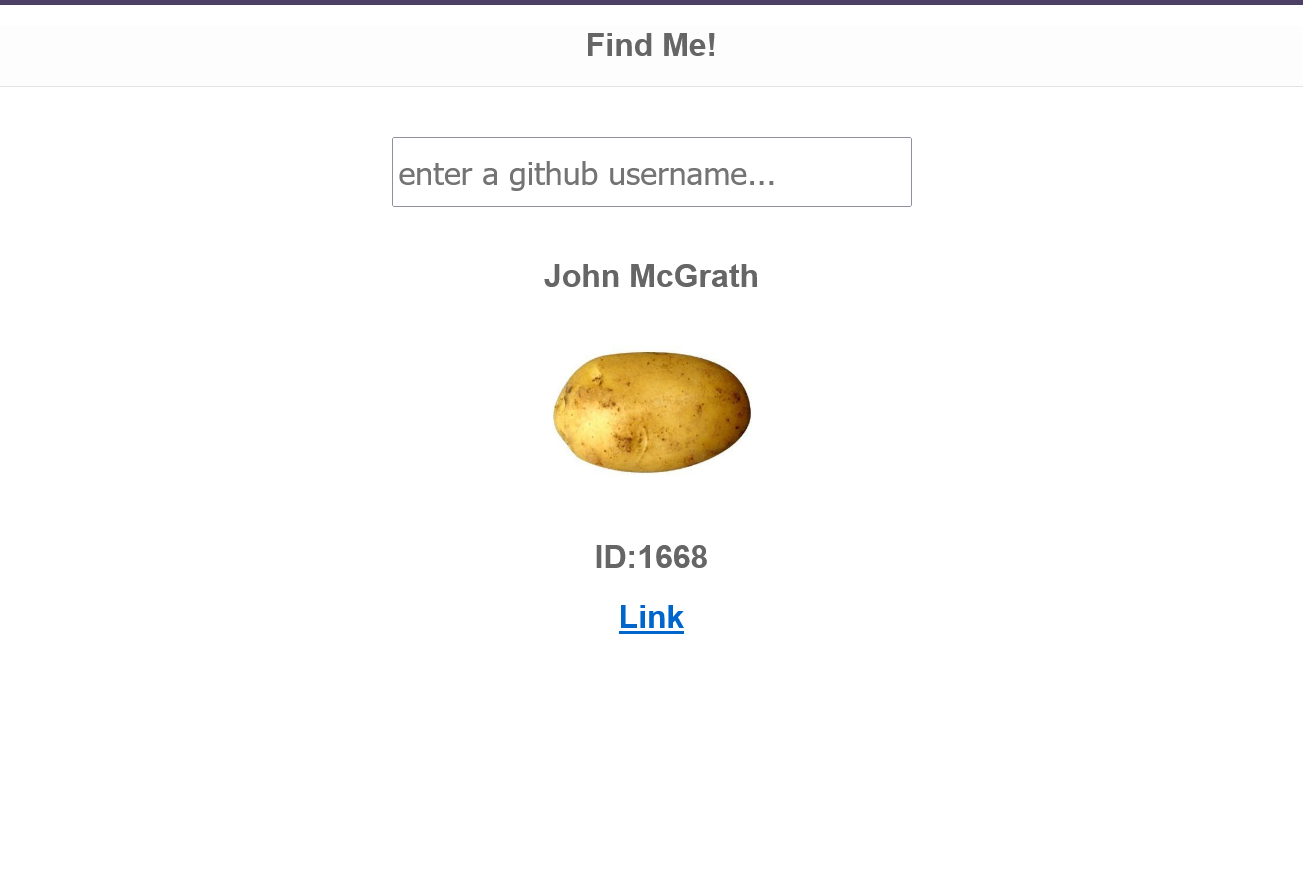 Find Me!
enter a github username...
John McGrath
ID:1668
Link